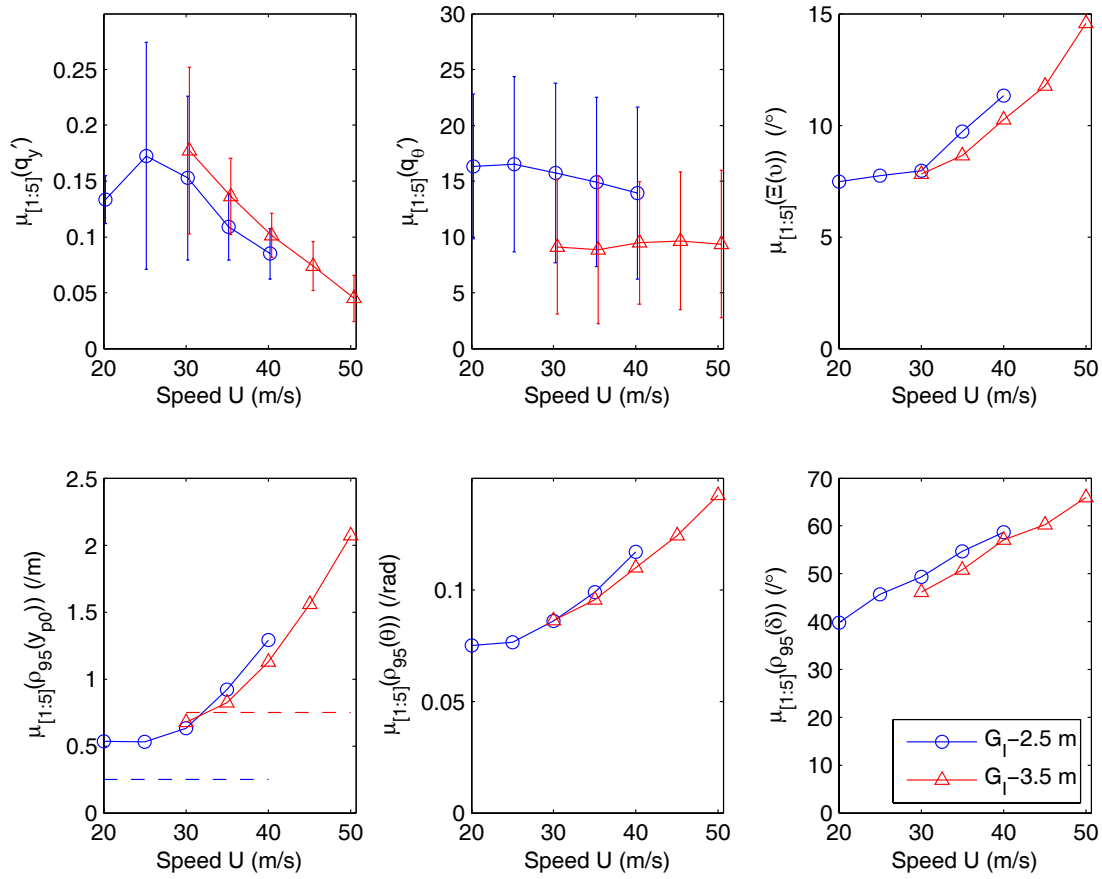 μ[1:5](qy′)
0.25
0.2
0.15
0.1
0.05
0
20 30 40 50
Speed U (m/s)
μ[1:5](qθ′)
30
25
20
15
10
5
0
20 30 40 50
Speed U (m/s)
μ[1:5](Ξ(υ)) (/°)
15
10
5
0
20 30 40 50
Speed U (m/s)
μ[1:5](ρ95(yp0)) (/m)
2.5
2
1.5
1
0.5
0
20 30 40 50
Speed U (m/s)
μ[1:5](ρ95(θ)) (/rad)
0.1
0.05
0
20 30 40 50
Speed U (m/s)
μ[1:5](ρ95(δ)) (/°)
70
60
50
40
30
20
10
0
20 30 40 50
Speed U (m/s)
GI−2.5 m
GI−3.5 m